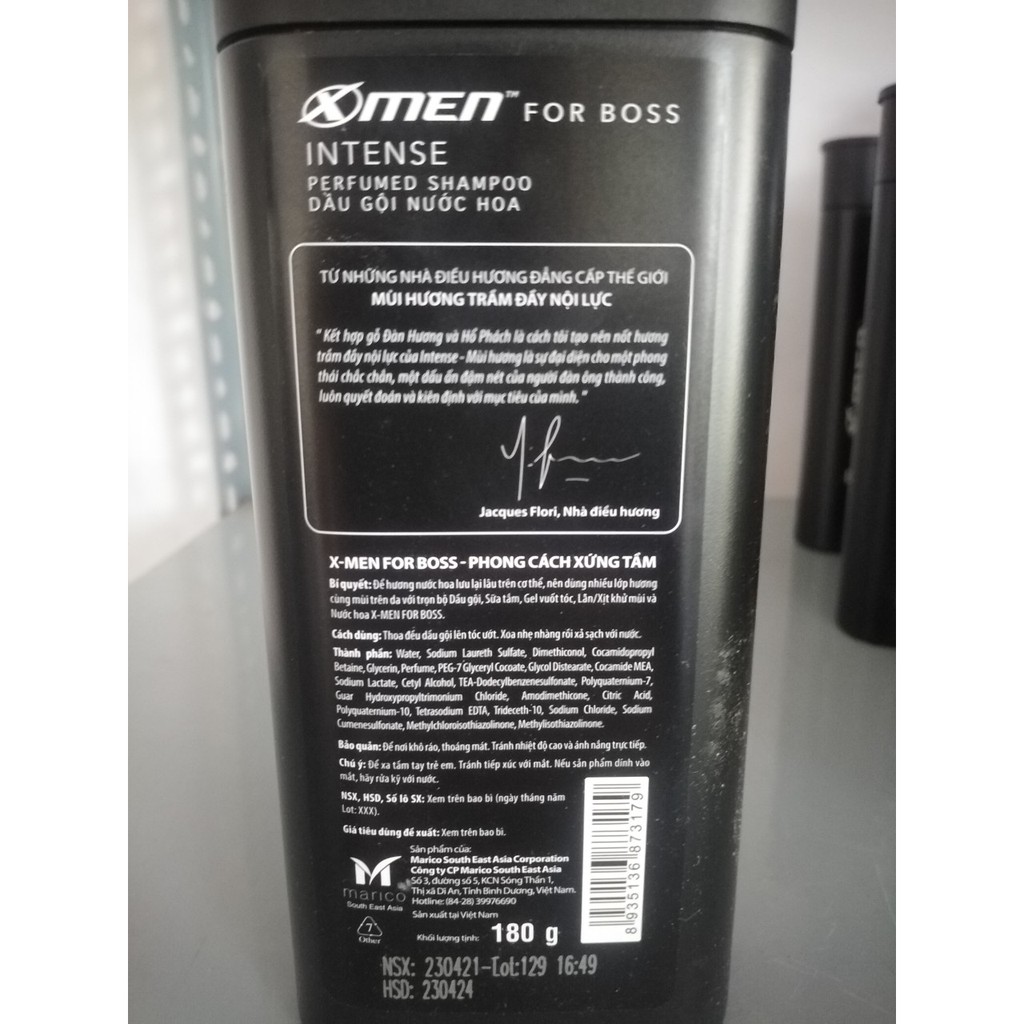 XMEN™ FOR BOSS
INTENSE
PERFUMED SHAMPOO
DẦU GỘI NƯỚC HOA
TỪ NHỮNG NHÀ ĐIỀU HƯƠNG ĐẲNG CẤP THẾ GIỚI
MÙI HƯƠNG TRẦM ĐẦY NỘI LỰC
"Kết hợp gỗ Đàn Hương và Hổ Phách là cách tôi tạo nên nốt hương
trầm đầy nội lực của Intense - Mùi hương là sự đại diện cho một phong
thái chắc chắn, một dấu ấn đậm nét của người đàn ông thành công,
luôn quyết đoán và kiên định với mục tiêu của mình."
Jacques Flori, Nhà điều hương
X-MEN FOR BOSS - PHONG CÁCH XỨNG TẦM
Bí quyết: Để hương nước hoa lưu lại lâu trên cơ thể, nên dùng nhiều lớp hương
cùng mùi trên da với trọn bộ Dầu gội, Sữa tắm, Gel vuốt tóc, Lăn/Xịt khử mùi và
Nước hoa X-MEN FOR BOSS.
Cách dùng: Thoa đều dầu gội lên tóc ướt. Xoa nhẹ nhàng rồi xả sạch với nước.
Thành phần: Water, Sodium Laureth Sulfate, Dimethiconol, Cocamidopropyl
Betaine, Glycerin, Perfume, PEG-7 Glyceryl Cocoate, Glycol Distearate, Cocamide MEA,
Sodium Lactate, Cetyl Alcohol, TEA-Dodecylbenzenesulfonate, Polyquaternium-7,
Guar Hydroxypropyltrimonium Chloride, Amodimethicone, Citric Acid,
Polyquaternium-10, Tetrasodium EDTA, Trideceth-10, Sodium Chloride, Sodium
Cumenesulfonate, Methylchloroisothiazolinone, Methylisothiazolinone.
Bảo quản: Để nơi khô ráo, thoáng mát. Tránh nhiệt độ cao và ánh nắng trực tiếp.
Chú ý: Để xa tầm tay trẻ em. Tránh tiếp xúc với mắt. Nếu sản phẩm dính vào
mắt, hãy rửa kỹ với nước.
NSX, HSD, Số lô SX: Xem trên bao bì (ngày tháng năm
Lot: XXX).
Giá tiêu dùng đề xuất: Xem trên bao bì.
Sản phẩm của:
Marico South East Asia Corporation
Công ty CP Marico South East Asia
Số 3, đường số 5, KCN Sóng Thần 1,
Thị xã Dĩ An, Tỉnh Bình Dương, Việt Nam.
Hotline: (84-28) 39976690
Sản xuất tại Việt Nam
marico
South East Asia
7
Other
Khối lượng tịnh: 180 g
8 935136 873179
NSX: 230421-Lot:129 16:49
HSD: 230424